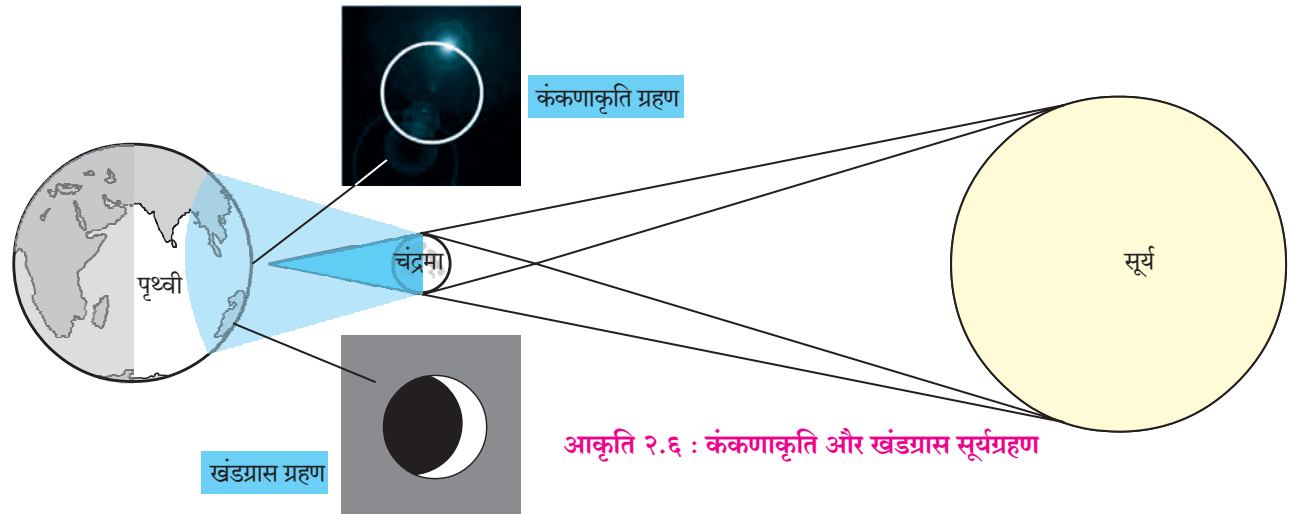 कंकणाकृति ग्रहण
चंद्रमा
सूर्य
पृथ्वी
आकृति २.६ : कंकणाकृति और खंडग्रास सूर्यग्रहण
खंडग्रास ग्रहण